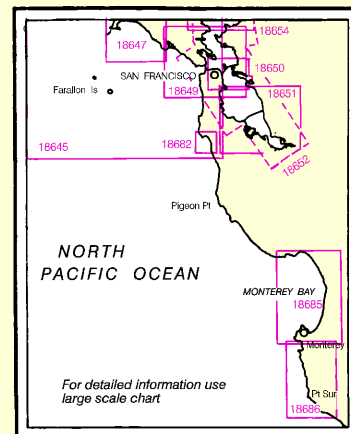 18654
18647
SAN FRANCISCO
18650
Farallon Is
18649
18651
18645
18682
18652
Pigeon Pt
NORTH
PACIFIC OCEAN
MONTEREY BAY
18685
Monterey
For detailed information use
large scale chart
Pt Sur
18686